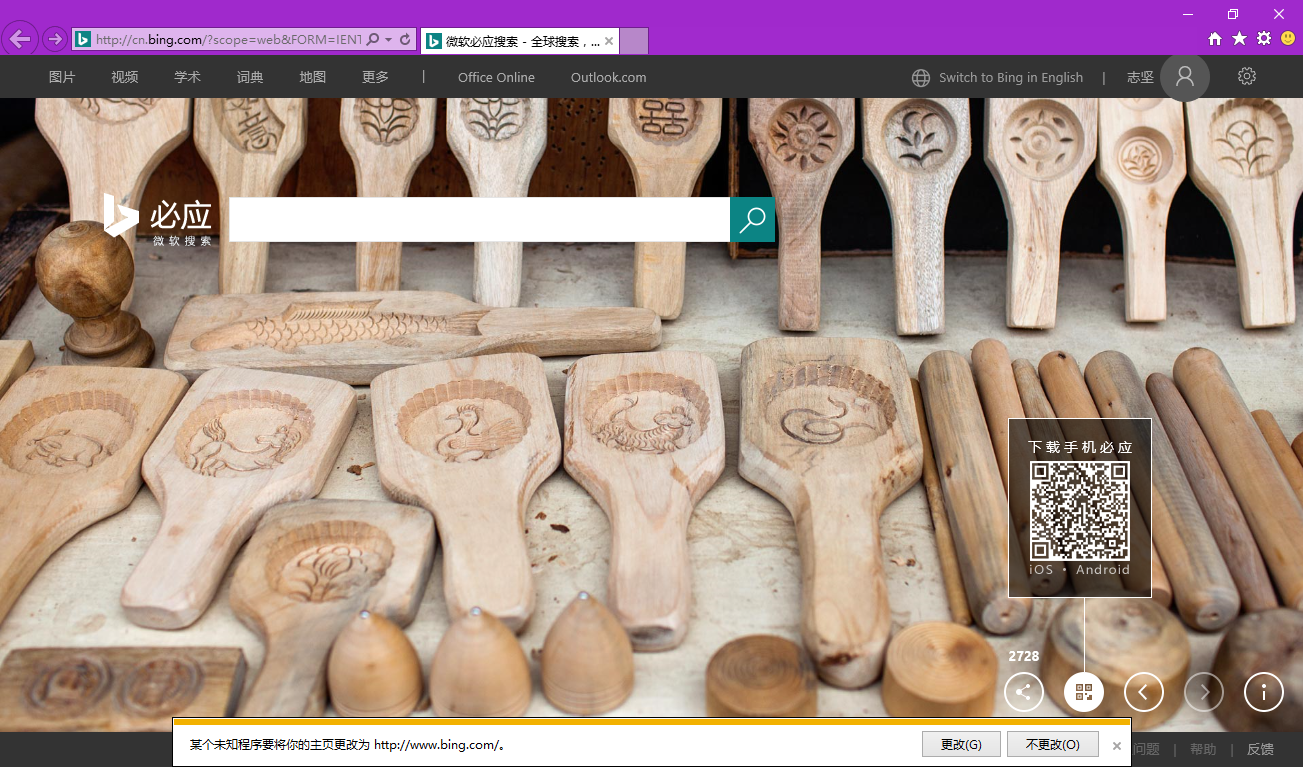 http://cn.bing.com/?scope=web&FORM=IENT
微软必应搜索 - 全球搜索，...
图片 视频 学术 词典 地图 更多 | Office Online Outlook.com Switch to Bing in English | 志坚
必应
微软搜索
下载手机必应
iOS • Android
2728
某个未知程序要将你的主页更改为 http://www.bing.com/。 更改(G) 不更改(O)
问题 | 帮助 | 反馈